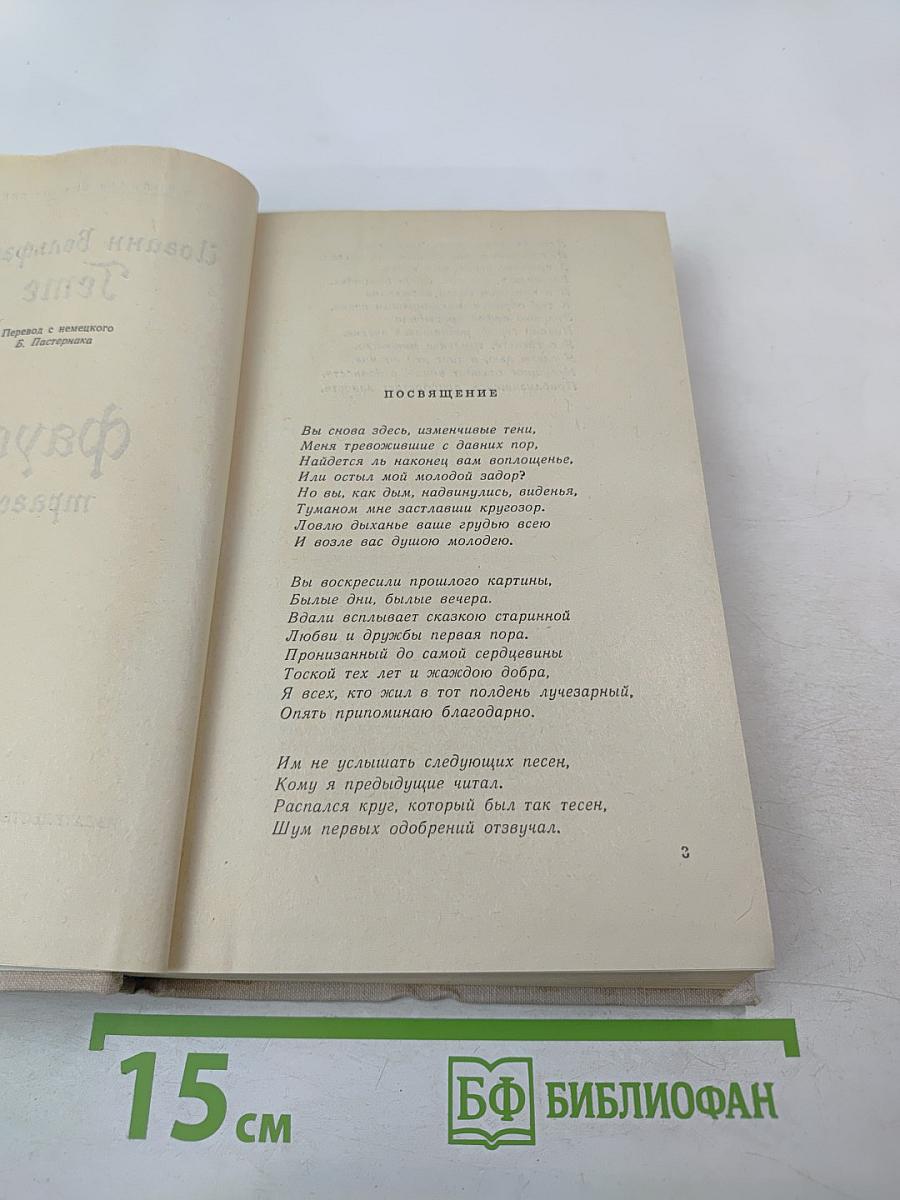 Перевод с немецкого
Б. Пастернака
ПОСВЯЩЕНИЕ
Вы снова здесь, изменчивые тени,
Меня тревожившие с давних пор,
Найдется ль наконец вам воплощенье,
Или остыл мой молодой задор?
Но вы, как дым, надвинулись, виденья,
Туманом мне застлавши кругозор.
Ловлю дыханье ваше грудью всею
И возле вас душою молодею.
Вы воскресили прошлого картины,
Былые дни, былые вечера.
Вдали всплывает сказкою старинной
Любви и дружбы первая пора.
Пронизанный до самой сердцевины
Тоской тех лет и жаждою добра,
Я всех, кто жил в тот полдень лучезарный,
Опять припоминаю благодарно.
Им не услышать следующих песен,
Кому я предыдущие читал.
Распался круг, который был так тесен,
Шум первых одобрений отзвучал.
3
15 см
БФ БИБЛИОФАН